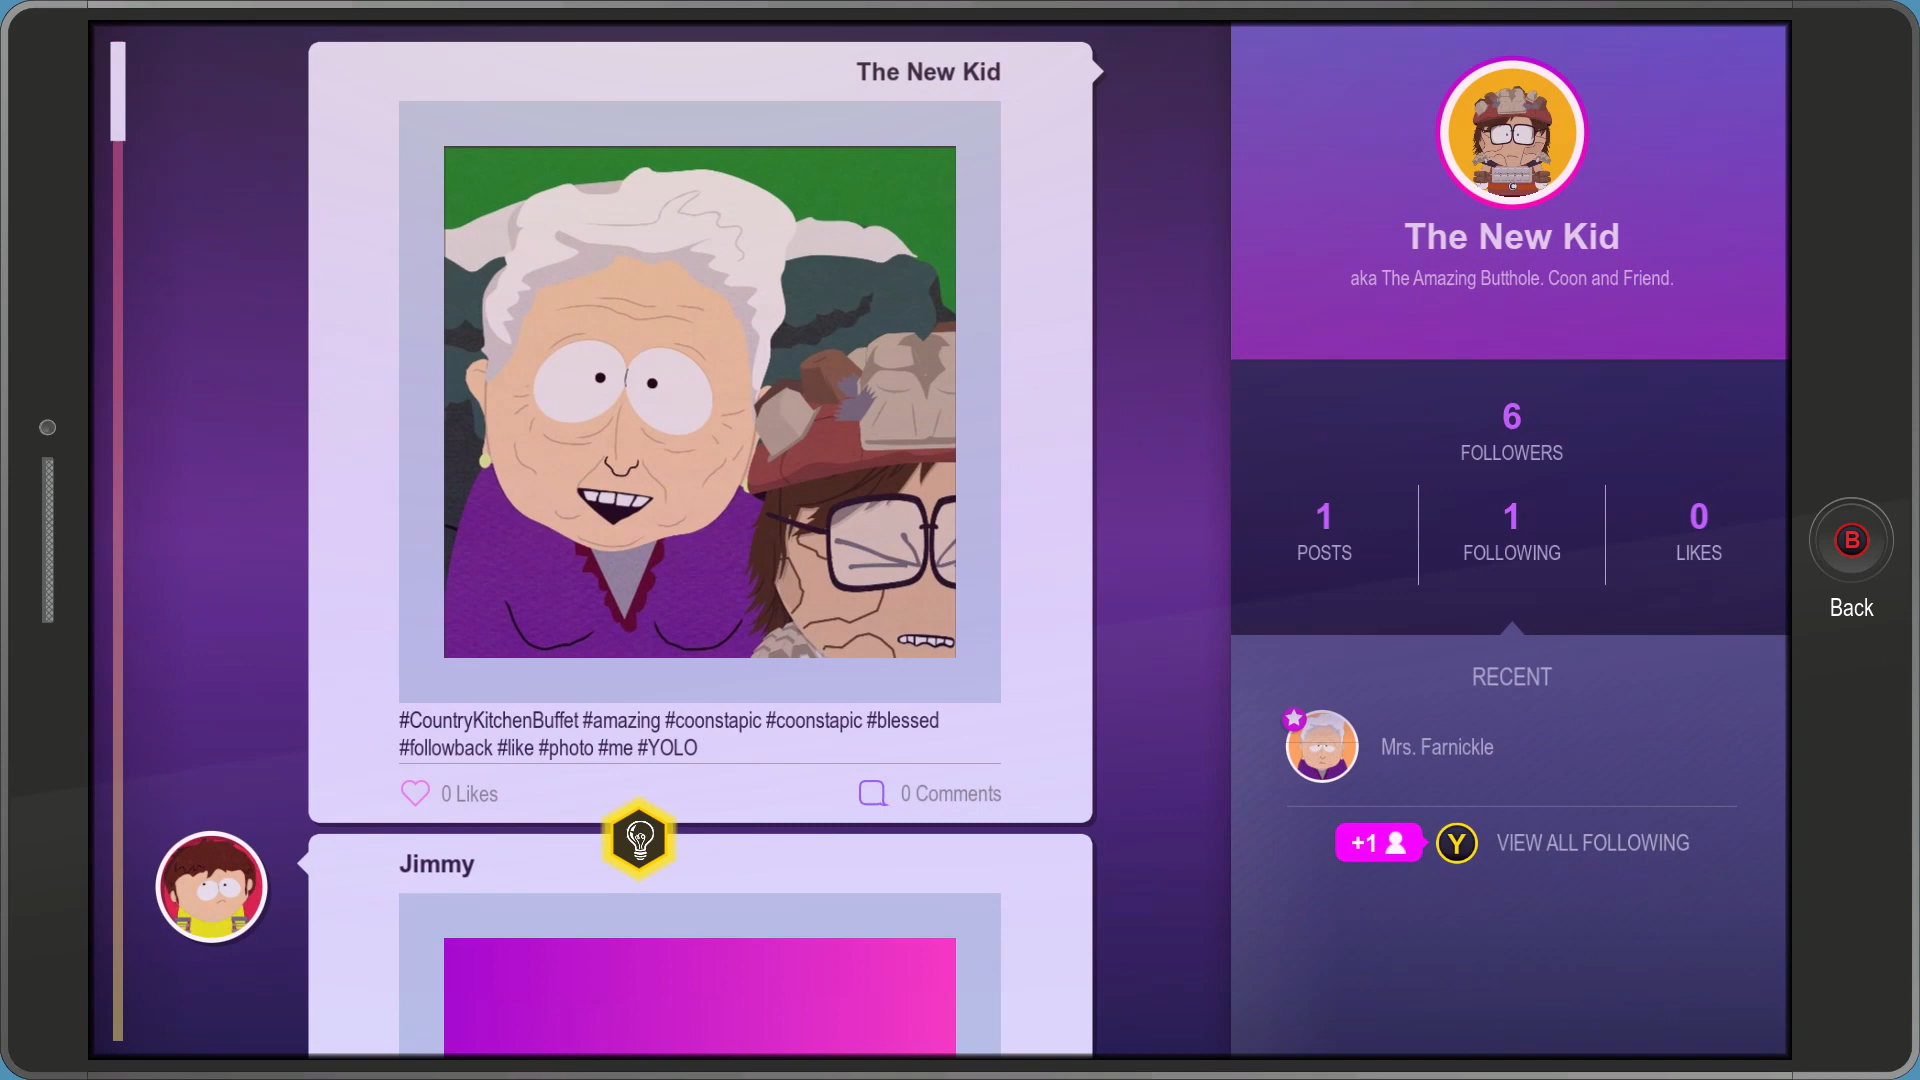 The New Kid
#CountryKitchenBuffet #amazing #coonstapic #coonstapic #blessed
#followback #like #photo #me #YOLO
0 Likes
0 Comments
Jimmy
The New Kid
aka The Amazing Butthole. Coon and Friend.
6
FOLLOWERS
1
POSTS
1
FOLLOWING
0
LIKES
RECENT
Mrs. Farnickle
+1
Y
VIEW ALL FOLLOWING
B
Back